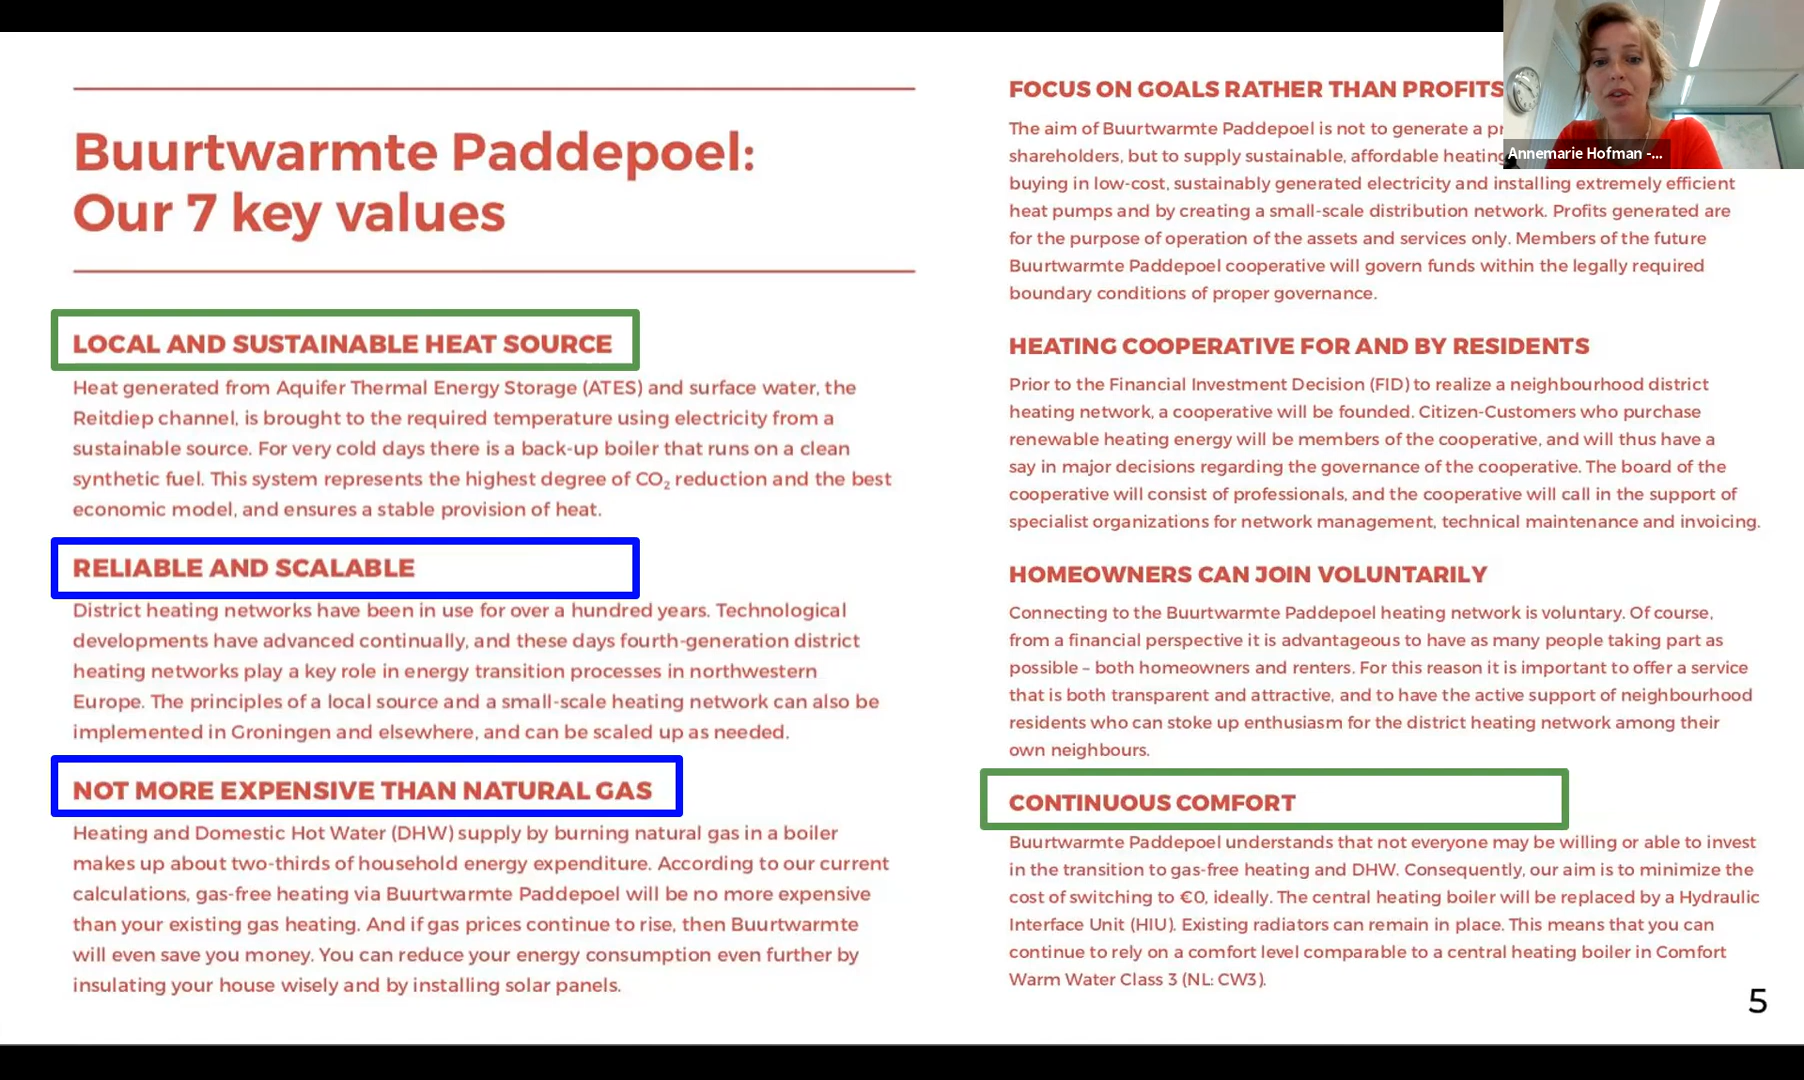 Buurtwarmte Paddepoel:
Our 7 key values
LOCAL AND SUSTAINABLE HEAT SOURCE
Heat generated from Aquifer Thermal Energy Storage (ATES) and surface water, the
Reitdiep channel, is brought to the required temperature using electricity from a
sustainable source. For very cold days there is a back-up boiler that runs on a clean
synthetic fuel. This system represents the highest degree of CO₂ reduction and the best
economic model, and ensures a stable provision of heat.
RELIABLE AND SCALABLE
District heating networks have been in use for over a hundred years. Technological
developments have advanced continually, and these days fourth-generation district
heating networks play a key role in energy transition processes in northwestern
Europe. The principles of a local source and a small-scale heating network can also be
implemented in Groningen and elsewhere, and can be scaled up as needed.
NOT MORE EXPENSIVE THAN NATURAL GAS
Heating and Domestic Hot Water (DHW) supply by burning natural gas in a boiler
makes up about two-thirds of household energy expenditure. According to our current
calculations, gas-free heating via Buurtwarmte Paddepoel will be no more expensive
than your existing gas heating. And if gas prices continue to rise, then Buurtwarmte
will even save you money. You can reduce your energy consumption even further by
insulating your house wisely and by installing solar panels.
FOCUS ON GOALS RATHER THAN PROFITS
The aim of Buurtwarmte Paddepoel is not to generate a pr
shareholders, but to supply sustainable, affordable heating
buying in low-cost, sustainably generated electricity and installing extremely efficient
heat pumps and by creating a small-scale distribution network. Profits generated are
for the purpose of operation of the assets and services only. Members of the future
Buurtwarmte Paddepoel cooperative will govern funds within the legally required
boundary conditions of proper governance.
HEATING COOPERATIVE FOR AND BY RESIDENTS
Prior to the Financial Investment Decision (FID) to realize a neighbourhood district
heating network, a cooperative will be founded. Citizen-Customers who purchase
renewable heating energy will be members of the cooperative, and will thus have a
say in major decisions regarding the governance of the cooperative. The board of the
cooperative will consist of professionals, and the cooperative will call in the support of
specialist organizations for network management, technical maintenance and invoicing.
HOMEOWNERS CAN JOIN VOLUNTARILY
Connecting to the Buurtwarmte Paddepoel heating network is voluntary. Of course,
from a financial perspective it is advantageous to have as many people taking part as
possible – both homeowners and renters. For this reason it is important to offer a service
that is both transparent and attractive, and to have the active support of neighbourhood
residents who can stoke up enthusiasm for the district heating network among their
own neighbours.
CONTINUOUS COMFORT
Buurtwarmte Paddepoel understands that not everyone may be willing or able to invest
in the transition to gas-free heating and DHW. Consequently, our aim is to minimize the
cost of switching to €0, ideally. The central heating boiler will be replaced by a Hydraulic
Interface Unit (HIU). Existing radiators can remain in place. This means that you can
continue to rely on a comfort level comparable to a central heating boiler in Comfort
Warm Water Class 3 (NL: CW3).
5
Annemarie Hofman -...